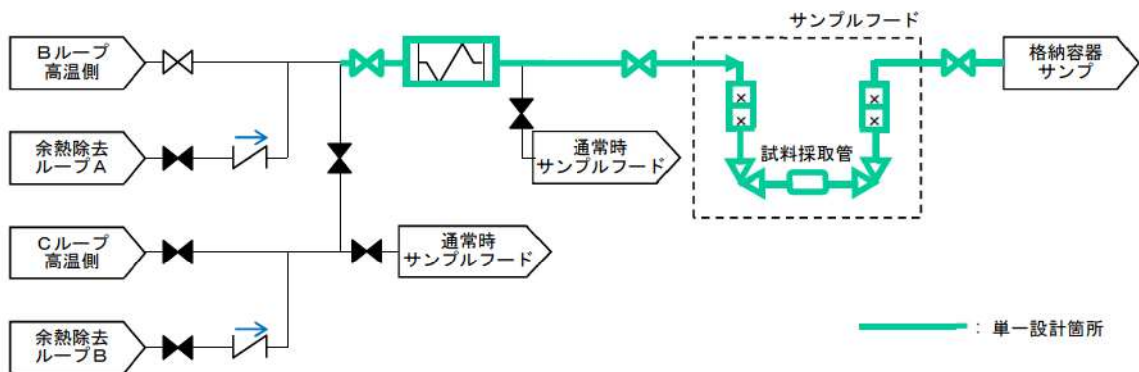 サンプルフード
Bループ
高温側
格納容器
サンプ
余熱除去
ループA
通常時
サンプルフード
試料採取管
Cループ
高温側
通常時
サンプルフード
余熱除去
ループB
: 単一設計箇所